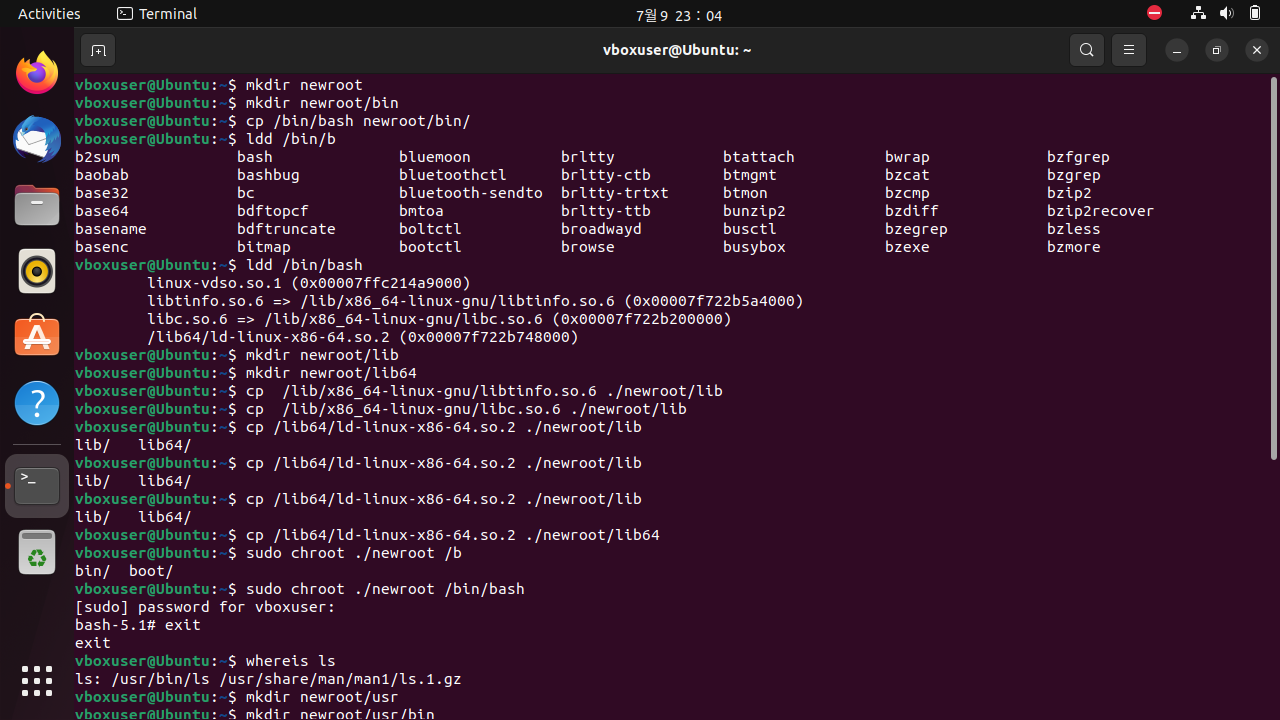 Activities Terminal 7월 9 23 : 04
vboxuser@Ubuntu: ~
vboxuser@Ubuntu:~$ mkdir newroot
vboxuser@Ubuntu:~$ mkdir newroot/bin
vboxuser@Ubuntu:~$ cp /bin/bash newroot/bin/
vboxuser@Ubuntu:~$ ldd /bin/b
b2sum bash bluemoon brltty btattach bwrap bzfgrep
baobab bashbug bluetoothctl brltty-ctb btmgmt bzcat bzgrep
base32 bc bluetooth-sendto brltty-trtxt btmon bzcmp bzip2
base64 bdftopcf bmtoa brltty-ttb bunzip2 bzdiff bzip2recover
basename bdftruncate boltctl broadwayd busctl bzegrep bzless
basenc bitmap bootctl browse busybox bzexe bzmore
vboxuser@Ubuntu:~$ ldd /bin/bash
linux-vdso.so.1 (0x00007ffc214a9000)
libtinfo.so.6 => /lib/x86_64-linux-gnu/libtinfo.so.6 (0x00007f722b5a4000)
libc.so.6 => /lib/x86_64-linux-gnu/libc.so.6 (0x00007f722b200000)
/lib64/ld-linux-x86-64.so.2 (0x00007f722b748000)
vboxuser@Ubuntu:~$ mkdir newroot/lib
vboxuser@Ubuntu:~$ mkdir newroot/lib64
vboxuser@Ubuntu:~$ cp  /lib/x86_64-linux-gnu/libtinfo.so.6 ./newroot/lib
vboxuser@Ubuntu:~$ cp  /lib/x86_64-linux-gnu/libc.so.6 ./newroot/lib
vboxuser@Ubuntu:~$ cp /lib64/ld-linux-x86-64.so.2 ./newroot/lib
lib/ lib64/
vboxuser@Ubuntu:~$ cp /lib64/ld-linux-x86-64.so.2 ./newroot/lib
lib/ lib64/
vboxuser@Ubuntu:~$ cp /lib64/ld-linux-x86-64.so.2 ./newroot/lib
lib/ lib64/
vboxuser@Ubuntu:~$ cp /lib64/ld-linux-x86-64.so.2 ./newroot/lib64
vboxuser@Ubuntu:~$ sudo chroot ./newroot /b
bin/ boot/
vboxuser@Ubuntu:~$ sudo chroot ./newroot /bin/bash
[sudo] password for vboxuser:
bash-5.1# exit
exit
vboxuser@Ubuntu:~$ whereis ls
ls: /usr/bin/ls /usr/share/man/man1/ls.1.gz
vboxuser@Ubuntu:~$ mkdir newroot/usr
vboxuser@Ubuntu:~$ mkdir newroot/usr/bin